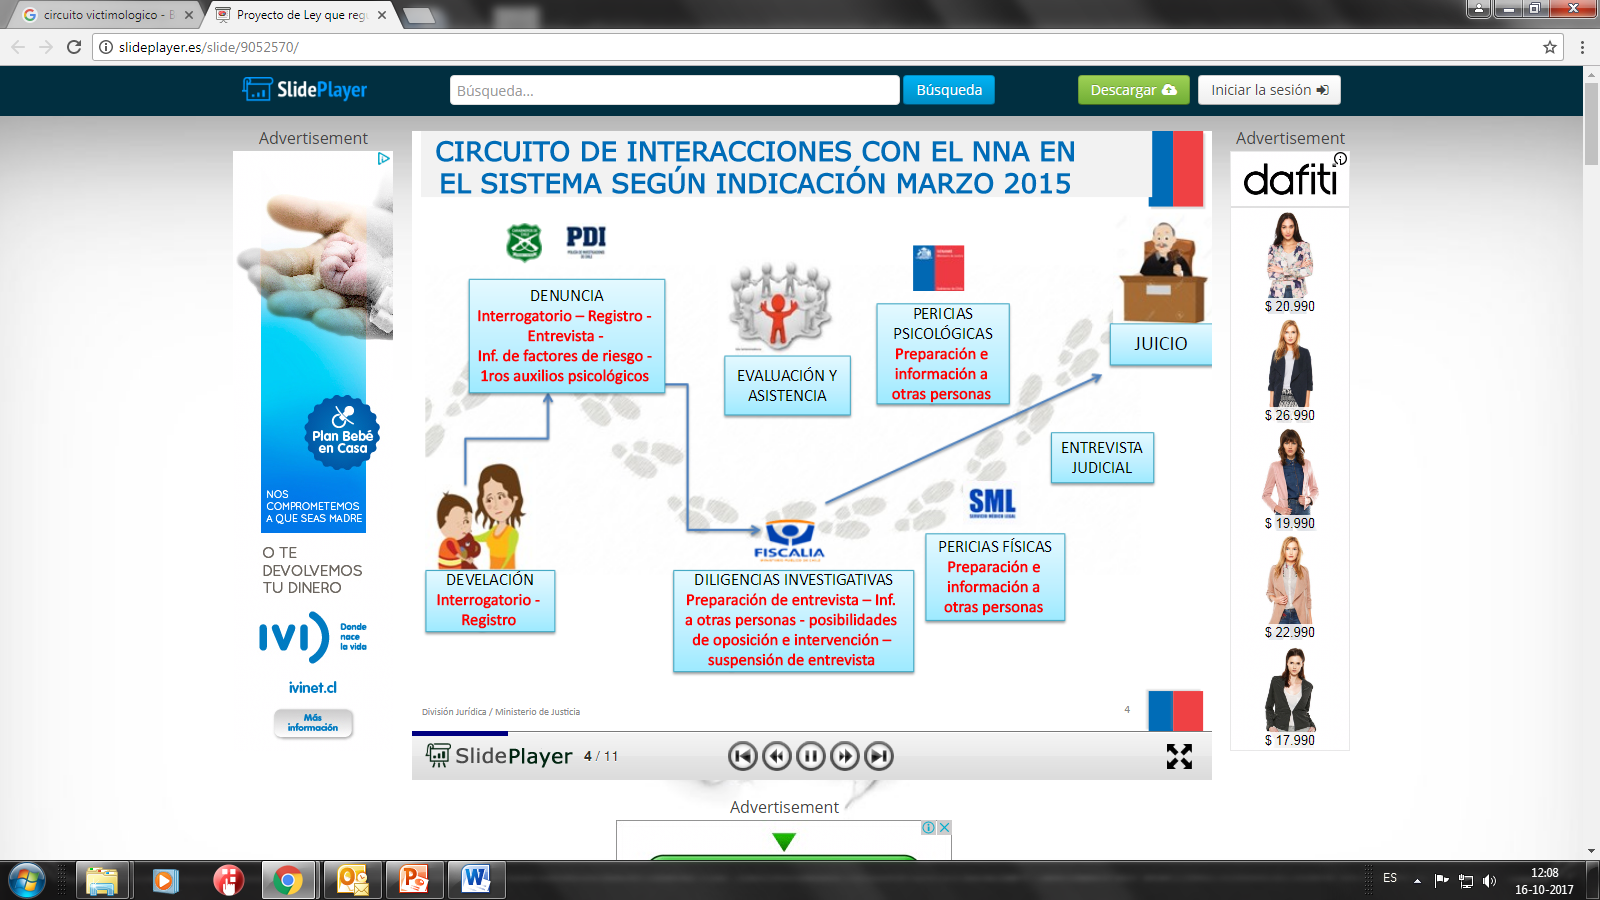 circuito victimologico - B
Proyecto de Ley que regu
slideplayer.es/slide/9052570/
SlidePlayer
Búsqueda...
Búsqueda
Descargar
Iniciar la sesión
Advertisement
Plan Bebé
en Casa
NOS
COMPROMETEMOS
A QUE SEAS MADRE
O TE
DEVOLVEMOS
TU DINERO
IVI
Donde
nace
la vida
ivinet.cl
Más
información
CIRCUITO DE INTERACCIONES CON EL NNA EN
EL SISTEMA SEGÚN INDICACIÓN MARZO 2015
PDI
DENUNCIA
Interrogatorio – Registro -
Entrevista -
Inf. de factores de riesgo -
1ros auxilios psicológicos
EVALUACIÓN Y
ASISTENCIA
PERICIAS
PSICOLÓGICAS
Preparación e
información a
otras personas
JUICIO
ENTREVISTA
JUDICIAL
SML
SERVICIO MÉDICO LEGAL
PERICIAS FÍSICAS
Preparación e
información a
otras personas
FISCALIA
DEVELACIÓN
Interrogatorio -
Registro
DILIGENCIAS INVESTIGATIVAS
Preparación de entrevista – Inf.
a otras personas - posibilidades
de oposición e intervención –
suspensión de entrevista
División Jurídica / Ministerio de Justicia
4
SlidePlayer 4 / 11
Advertisement
Advertisement
dafiti
$ 20.990
$ 26.990
$ 19.990
$ 22.990
$ 17.990
ES
12:08
16-10-2017